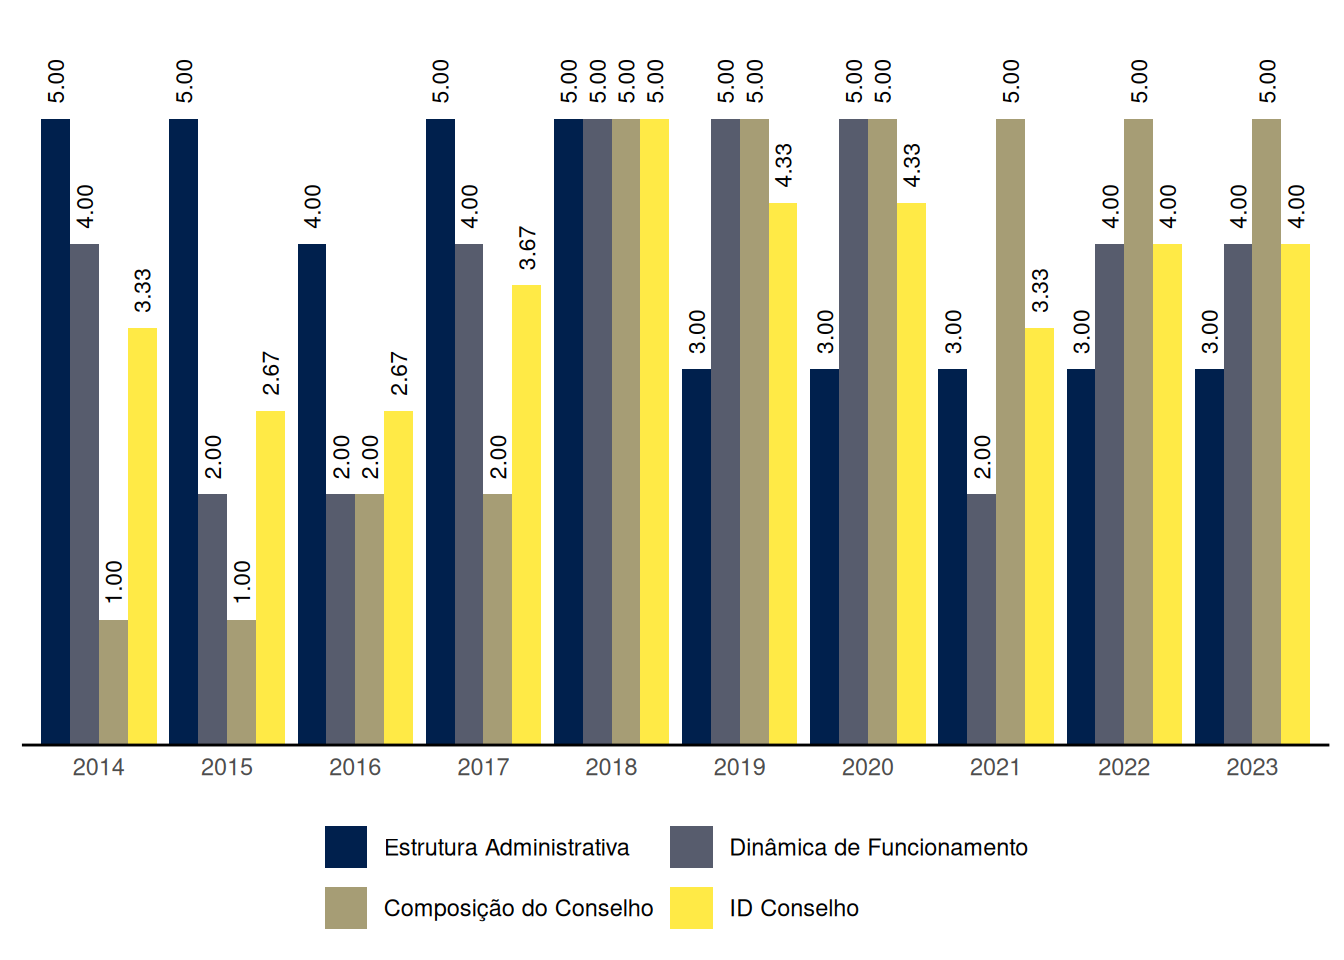 5.00 5.00 5.00 5.00 5.00 5.00 5.00 5.00 5.00 5.00 5.00 5.00 5.00 5.00
4.33 4.33
4.00 4.00 4.00 4.00 4.00 4.00 4.00
3.67
3.33 3.33
3.00 3.00 3.00 3.00 3.00
2.67 2.67
2.00 2.00 2.00 2.00 2.00
1.00 1.00
2014 2015 2016 2017 2018 2019 2020 2021 2022 2023
Estrutura Administrativa Dinâmica de Funcionamento
Composição do Conselho ID Conselho